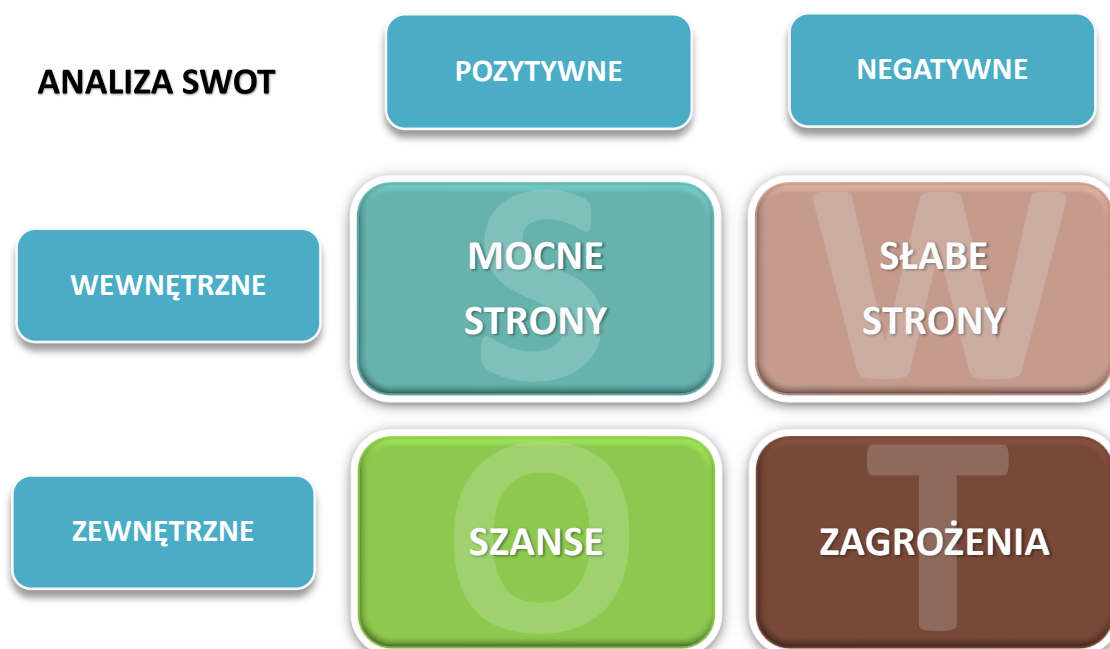 ANALIZA SWOT
POZYTYWNE
NEGATYWNE
WEWNĘTRZNE
S
MOCNE
STRONY
W
SŁABE
STRONY
ZEWNĘTRZNE
O
SZANSE
T
ZAGROŻENIA